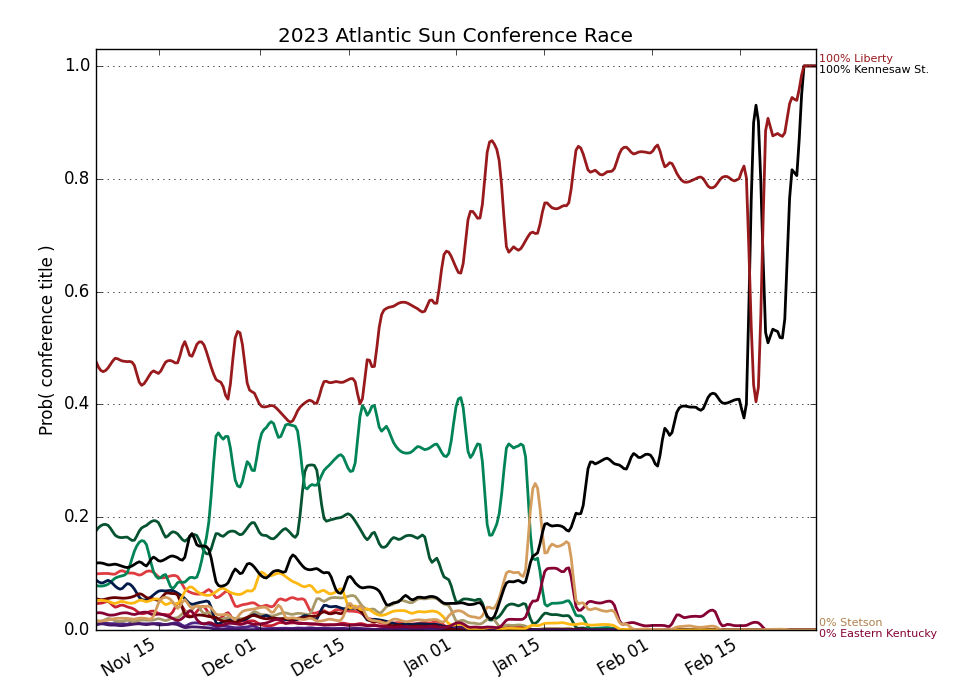 2023 Atlantic Sun Conference Race
Prob( conference title )
1.0
0.8
0.6
0.4
0.2
0.0
Nov 15
Dec 01
Dec 15
Jan 01
Jan 15
Feb 01
Feb 15
100% Liberty
100% Kennesaw St.
0% Stetson
0% Eastern Kentucky